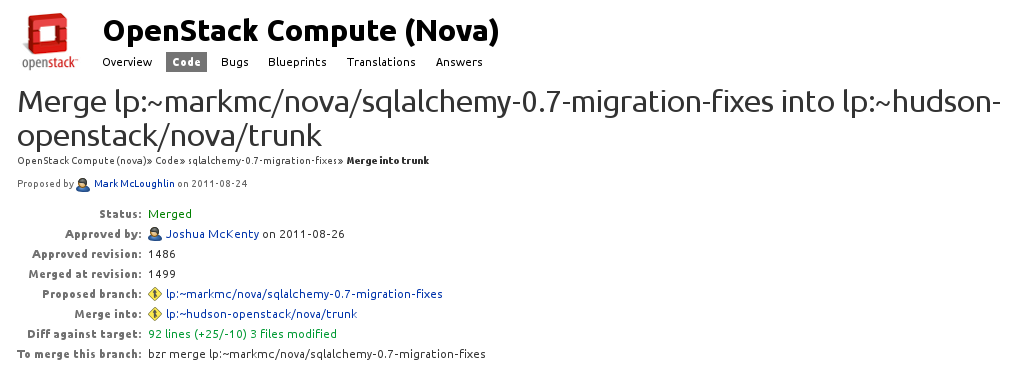 openstack™
OpenStack Compute (Nova)
Overview Code Bugs Blueprints Translations Answers
Merge lp:~markmc/nova/sqlalchemy-0.7-migration-fixes into lp:~hudson-
openstack/nova/trunk
OpenStack Compute (nova)» Code» sqlalchemy-0.7-migration-fixes» Merge into trunk
Proposed by Mark McLoughlin on 2011-08-24
Status: Merged
Approved by: Joshua McKenty on 2011-08-26
Approved revision: 1486
Merged at revision: 1499
Proposed branch: lp:~markmc/nova/sqlalchemy-0.7-migration-fixes
Merge into: lp:~hudson-openstack/nova/trunk
Diff against target: 92 lines (+25/-10) 3 files modified
To merge this branch: bzr merge lp:~markmc/nova/sqlalchemy-0.7-migration-fixes